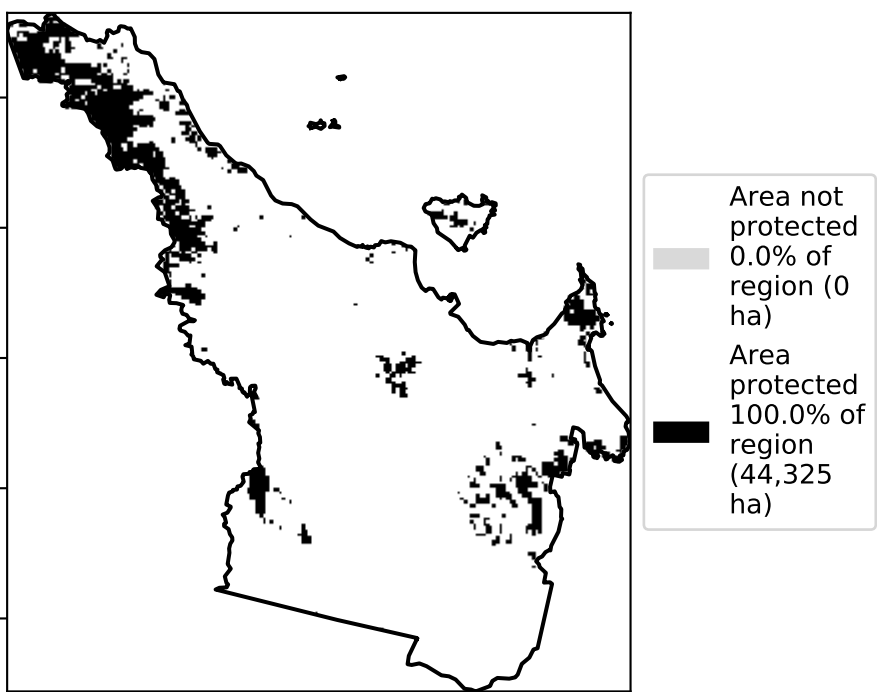 Area not
protected
0.0% of
region (0
ha)
Area
protected
100.0% of
region
(44,325
ha)